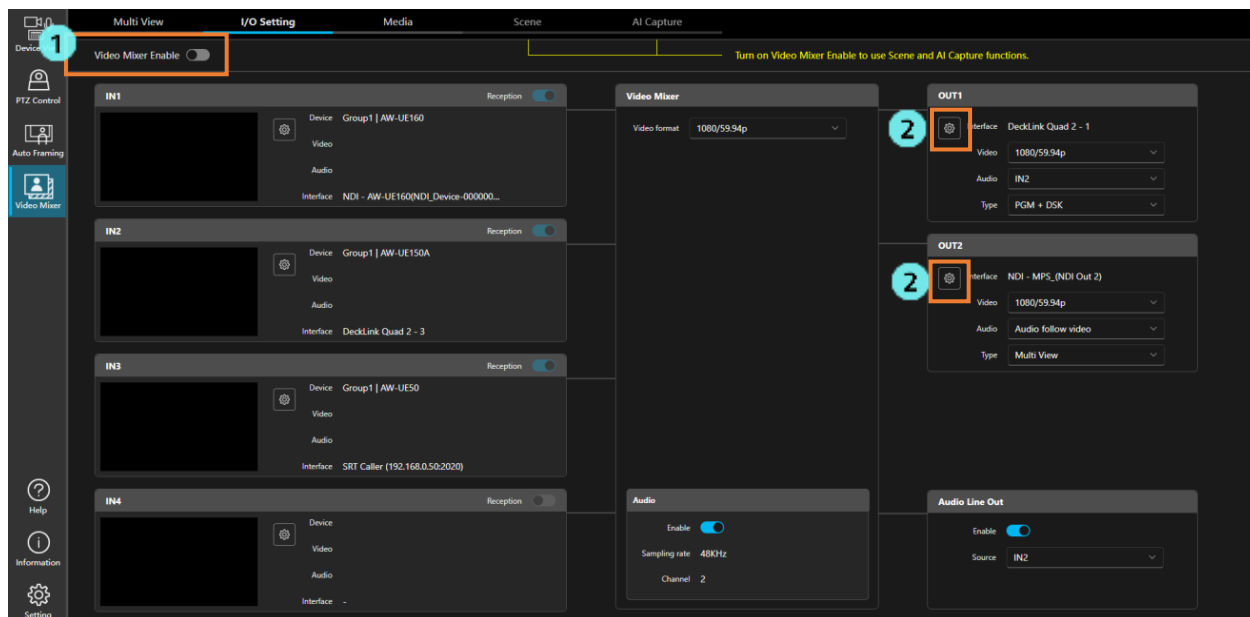 Multi View
I/O Setting
Media
Scene
AI Capture
1
Video Mixer Enable
Turn on Video Mixer Enable to use Scene and AI Capture functions.
Device
PTZ Control
Auto Framing
Video Mixer
Help
Information
Setting
IN1
Reception
Device Group1 | AW-UE160
Video
Audio
Interface NDI - AW-UE160(NDI_Device-000000...
IN2
Reception
Device Group1 | AW-UE150A
Video
Audio
Interface DeckLink Quad 2 - 3
IN3
Reception
Device Group1 | AW-UE50
Video
Audio
Interface SRT Caller (192.168.0.50:2020)
IN4
Reception
Device
Video
Audio
Interface -
Video Mixer
Video format 1080/59.94p
Audio
Enable
Sampling rate 48KHz
Channel 2
OUT1
2
Interface DeckLink Quad 2 - 1
Video 1080/59.94p
Audio IN2
Type PGM + DSK
OUT2
2
Interface NDI - MPS_(NDI Out 2)
Video 1080/59.94p
Audio Audio follow video
Type Multi View
Audio Line Out
Enable
Source IN2